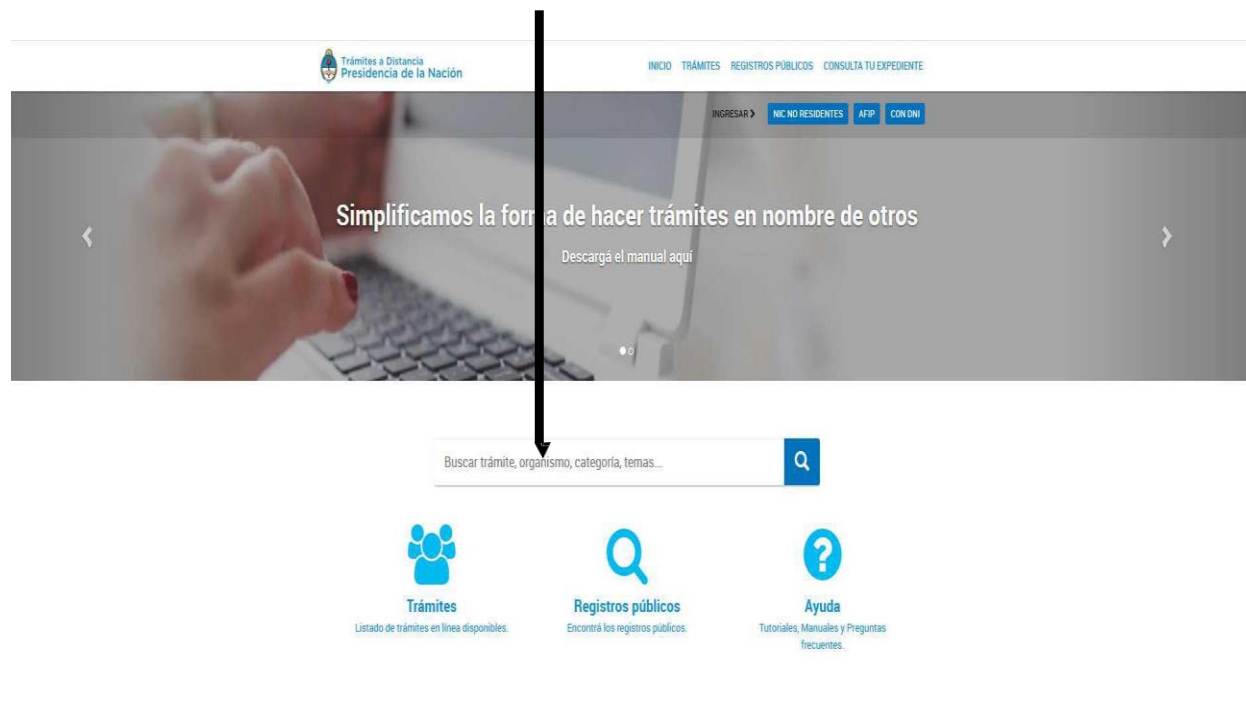 Trámites a Distancia
Presidencia de la Nación
INICIO TRÁMITES REGISTROS PÚBLICOS CONSULTA TU EXPEDIENTE
INGRESAR NIC NO RESIDENTES AFIP CON DNI
Simplificamos la forma de hacer trámites en nombre de otros
Descargá el manual aquí
Buscar trámite, organismo, categoría, temas...
Trámites
Listado de trámites en línea disponibles.
Registros públicos
Encontrá los registros públicos.
Ayuda
Tutoriales, Manuales y Preguntas
frecuentes.